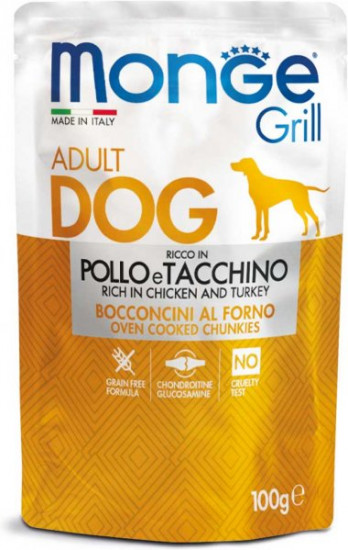 MONGE
Grill
MADE IN ITALY
ADULT
DOG
RICCO IN
POLLO e TACCHINO
RICH IN CHICKEN AND TURKEY
BOCCONCINI AL FORNO
OVEN COOKED CHUNKIES
GRAIN FREE
FORMULA
CHONDROITINE
GLUCOSAMINE
NO
CRUELTY
TEST
100g e